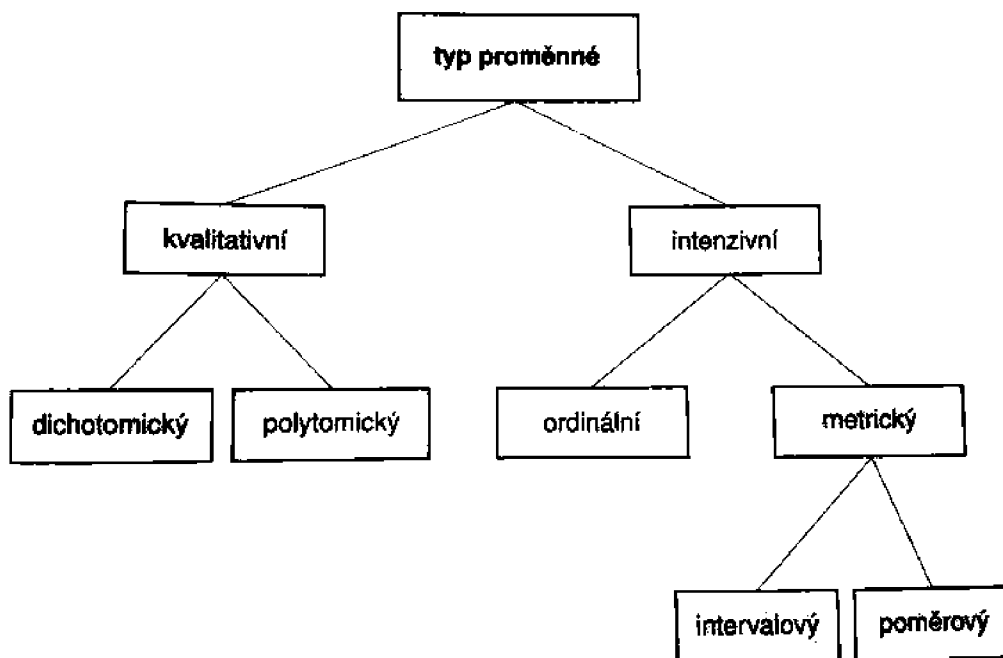 typ proměnné
kvalitativní
intenzivní
dichotomický
polytomický
ordinální
metrický
intervalový
poměrový